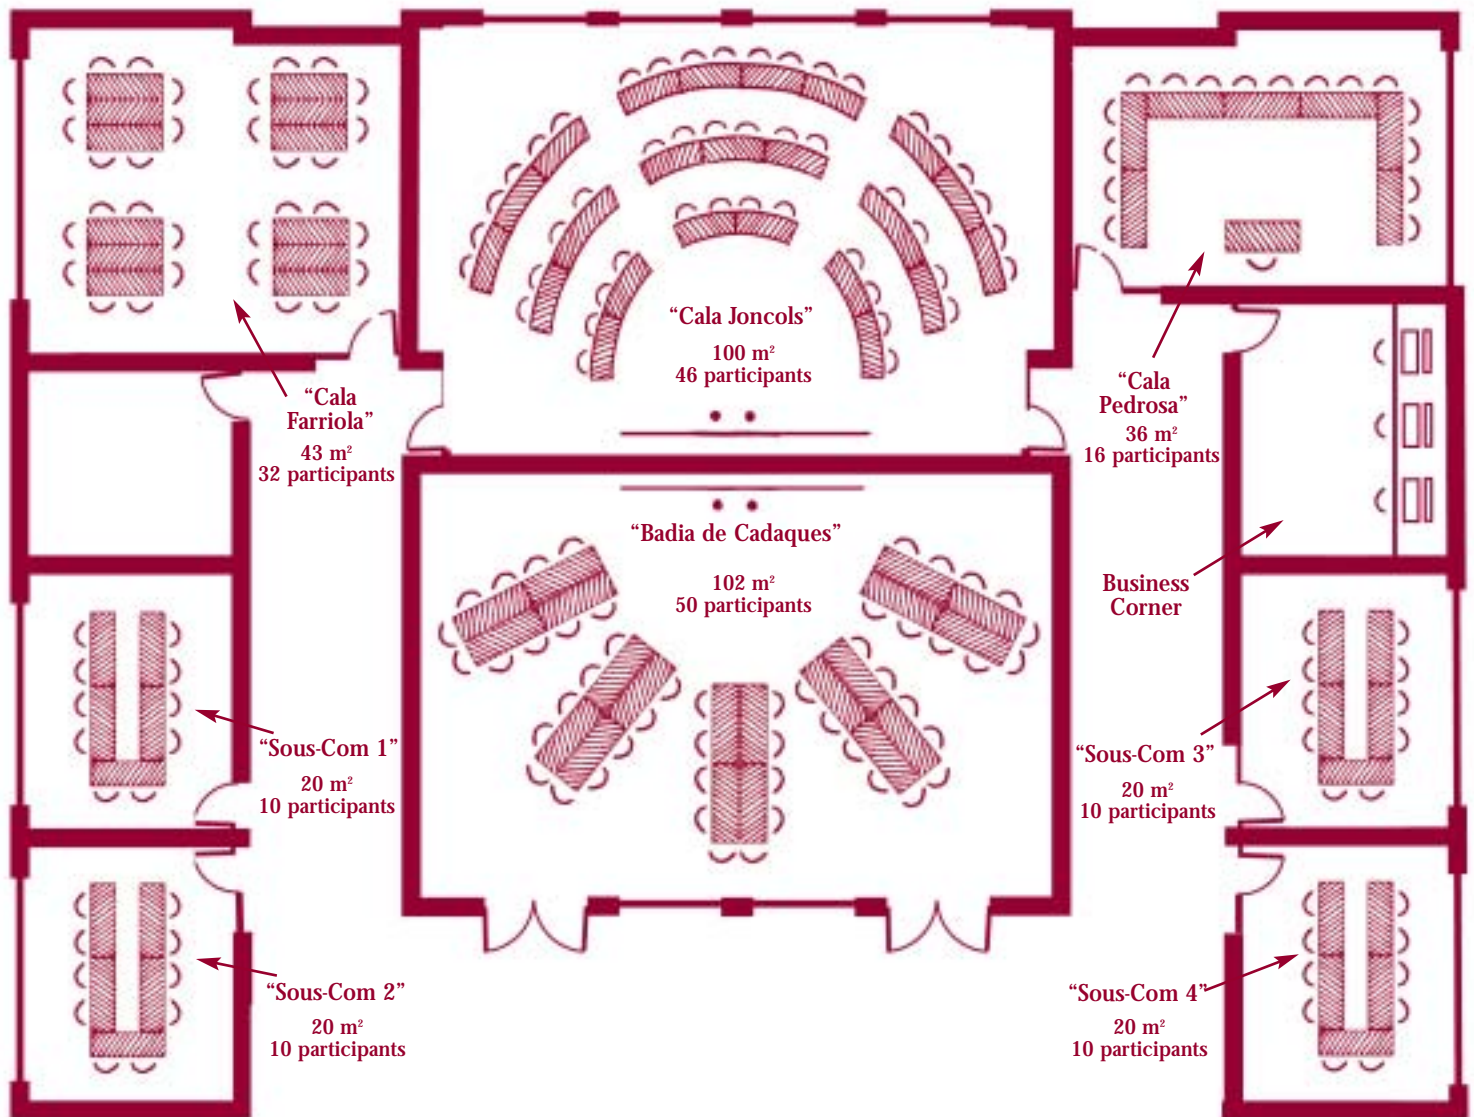 “Cala Joncols”
100 m²
46 participants
“Cala
Farriola”
43 m²
32 participants
“Cala
Pedrosa”
36 m²
16 participants
“Badia de Cadaques”
102 m²
50 participants
Business
Corner
“Sous-Com 1”
20 m²
10 participants
“Sous-Com 3”
20 m²
10 participants
“Sous-Com 2”
20 m²
10 participants
“Sous-Com 4”
20 m²
10 participants